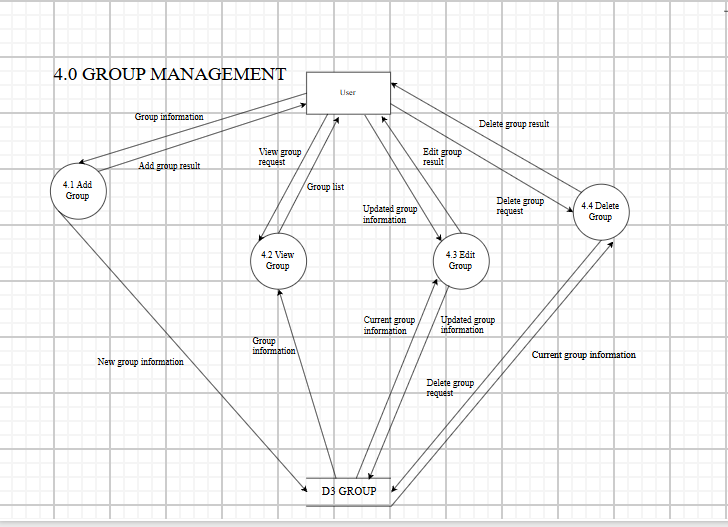 4.0 GROUP MANAGEMENT
User
Group information
Delete group result
Add group result
View group
request
Edit group
result
Group list
4.1 Add
Group
Updated group
information
Delete group
request
4.4 Delete
Group
4.2 View
Group
4.3 Edit
Group
Current group
information
Updated group
information
Group
information
New group information
Current group information
Delete group
request
D3 GROUP